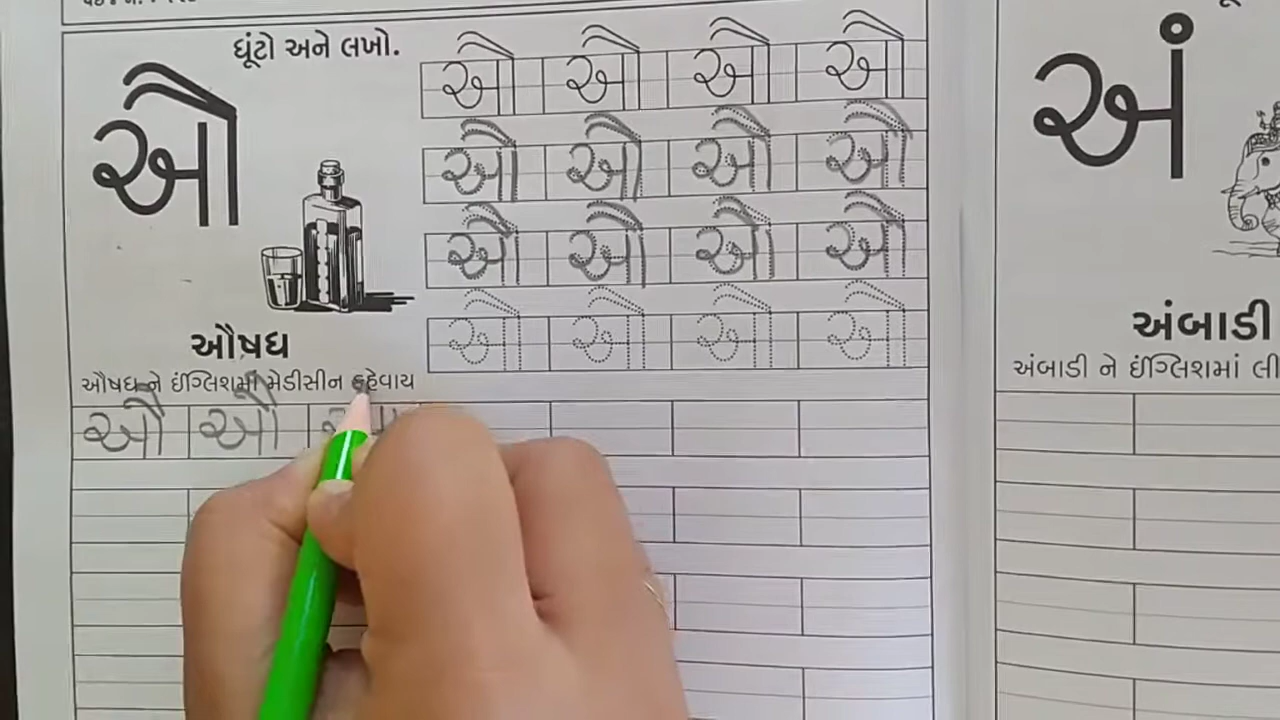 ઘૂંટો અને લખો.
ઔ
ઔ ઔ ઔ ઔ
ઔ ઔ ઔ ઔ
ઔ ઔ ઔ ઔ
ઔ ઔ ઔ ઔ
ઔષધ
ઔષધ ને ઈંગ્લિશમાં મેડીસીન કહેવાય
ઔ ઔ
અં
અંબાડી
અંબાડી ને ઈંગ્લિશમાં